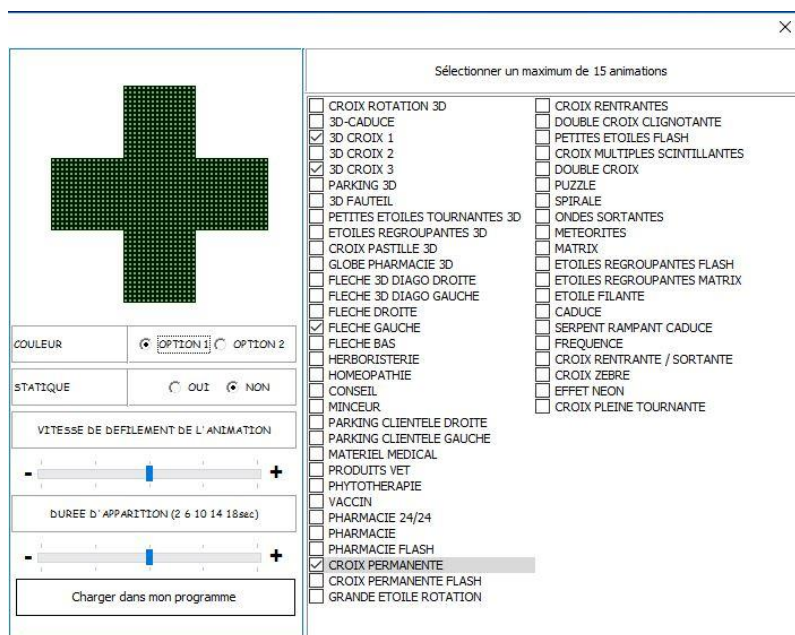 Sélectionner un maximum de 15 animations
COULEUR
OPTION 1
OPTION 2
STATIQUE
OUI
NON
VITESSE DE DEFILEMENT DE L'ANIMATION
- +
DUREE D'APPARITION (2 6 10 14 18sec)
- +
Charger dans mon programme
CROIX ROTATION 3D
3D-CADUCE
3D CROIX 1
3D CROIX 2
3D CROIX 3
PARKING 3D
3D FAUTEIL
PETITES ETOILES TOURNANTES 3D
ETOILES REGROUPANTES 3D
CROIX PASTILLE 3D
GLOBE PHARMACIE 3D
FLECHE 3D DIAGO DROITE
FLECHE 3D DIAGO GAUCHE
FLECHE DROITE
FLECHE GAUCHE
FLECHE BAS
HERBORISTERIE
HOMEOPATHIE
CONSEIL
MINCEUR
PARKING CLIENTELE DROITE
PARKING CLIENTELE GAUCHE
MATERIEL MEDICAL
PRODUITS VET
PHYTOTHERAPIE
VACCIN
PHARMACIE 24/24
PHARMACIE
PHARMACIE FLASH
CROIX PERMANENTE
CROIX PERMANENTE FLASH
GRANDE ETOILE ROTATION
CROIX RENTRANTES
DOUBLE CROIX CLIGNOTANTE
PETITES ETOILES FLASH
CROIX MULTIPLES SCINTILLANTES
DOUBLE CROIX
PUZZLE
SPIRALE
ONDES SORTANTES
METEORITES
MATRIX
ETOILES REGROUPANTES FLASH
ETOILES REGROUPANTES MATRIX
ETOILE FILANTE
CADUCE
SERPENT RAMPANT CADUCE
FREQUENCE
CROIX RENTRANTE / SORTANTE
CROIX ZEBRE
EFFET NEON
CROIX PLEINE TOURNANTE